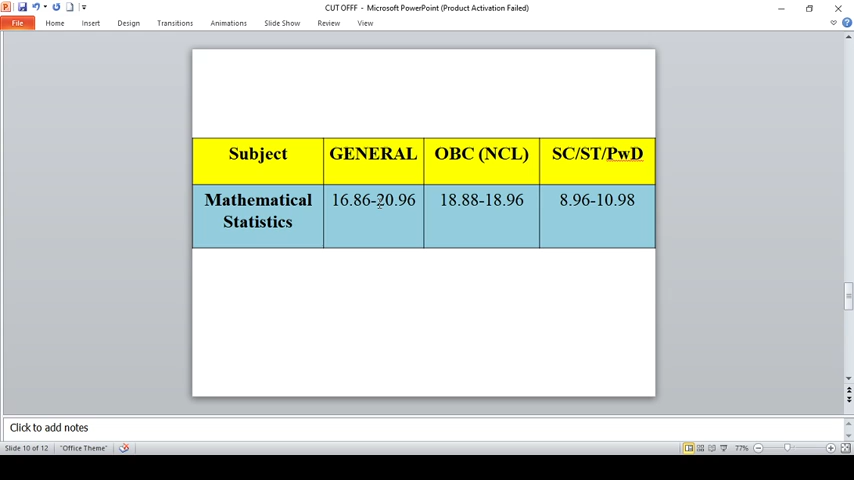 CUT OFFF - Microsoft PowerPoint (Product Activation Failed)
File Home Insert Design Transitions Animations Slide Show Review View
Subject GENERAL OBC (NCL) SC/ST/PwD
Mathematical Statistics 16.86-20.96 18.88-18.96 8.96-10.98
Click to add notes
Slide 10 of 12 "Office Theme" 77%